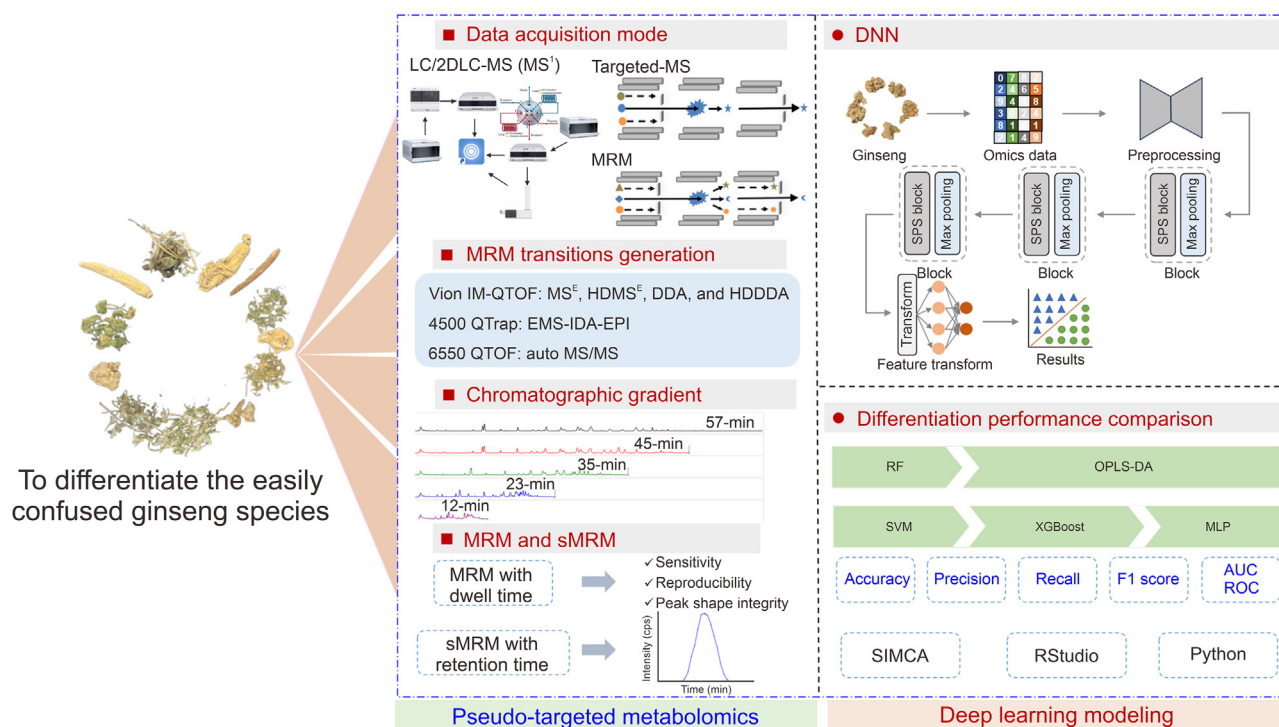 To differentiate the easily
confused ginseng species
■ Data acquisition mode
LC/2DLC-MS (MS¹)
Targeted-MS
MRM
■ MRM transitions generation
Vion IM-QTOF: MSᴱ, HDMSᴱ, DDA, and HDDDA
4500 QTrap: EMS-IDA-EPI
6550 QTOF: auto MS/MS
■ Chromatographic gradient
57-min
45-min
35-min
23-min
12-min
■ MRM and sMRM
MRM with
dwell time
✓Sensitivity
✓Reproducibility
✓Peak shape integrity
sMRM with
retention time
Intensity (cps)
Time (min)
Pseudo-targeted metabolomics
● DNN
Ginseng
Omics data
Preprocessing
SPS block
Max pooling
Block
SPS block
Max pooling
Block
SPS block
Max pooling
Block
Transform
Feature transform
Results
● Differentiation performance comparison
RF
OPLS-DA
SVM
XGBoost
MLP
Accuracy
Precision
Recall
F1 score
AUC
ROC
SIMCA
RStudio
Python
Deep learning modeling